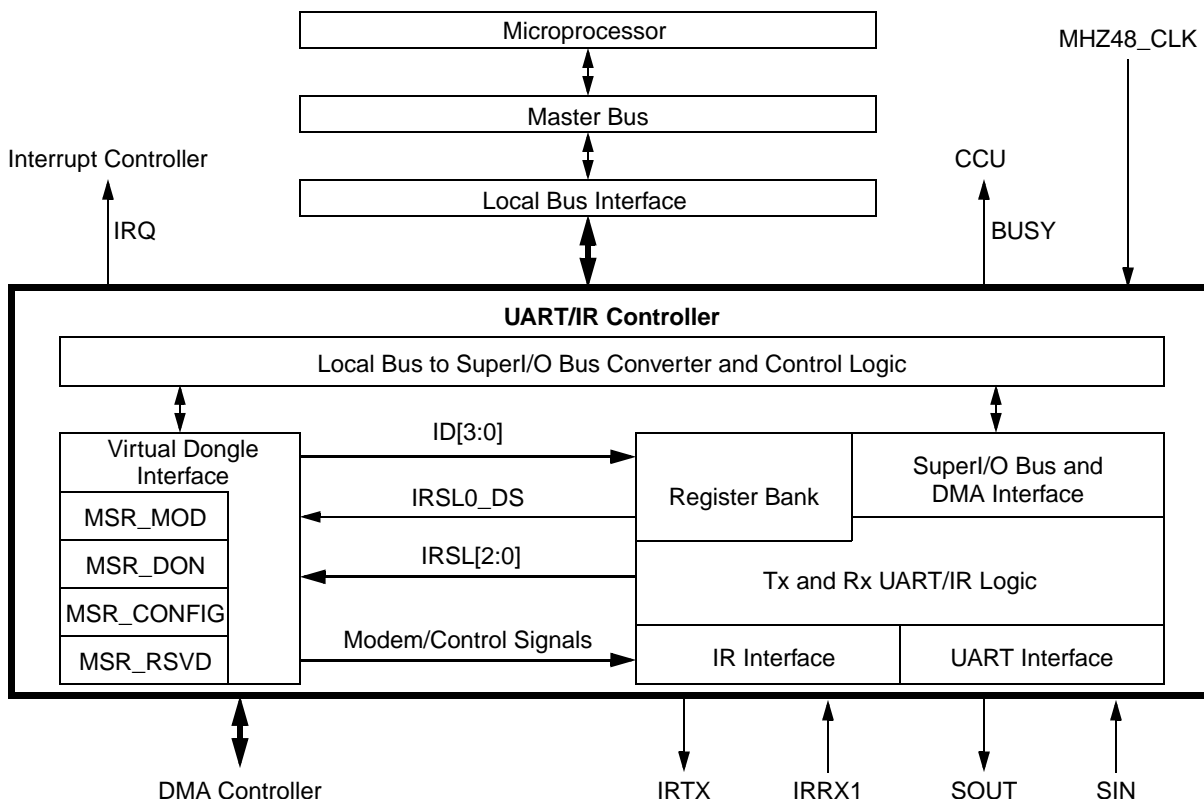 Microprocessor
MHZ48_CLK
Master Bus
Interrupt Controller
CCU
Local Bus Interface
IRQ
BUSY
UART/IR Controller
Local Bus to SuperI/O Bus Converter and Control Logic
Virtual Dongle
Interface
MSR_MOD
MSR_DON
MSR_CONFIG
MSR_RSVD
ID[3:0]
IRSL0_DS
IRSL[2:0]
Modem/Control Signals
Register Bank
SuperI/O Bus and
DMA Interface
Tx and Rx UART/IR Logic
IR Interface
UART Interface
DMA Controller
IRTX
IRRX1
SOUT
SIN